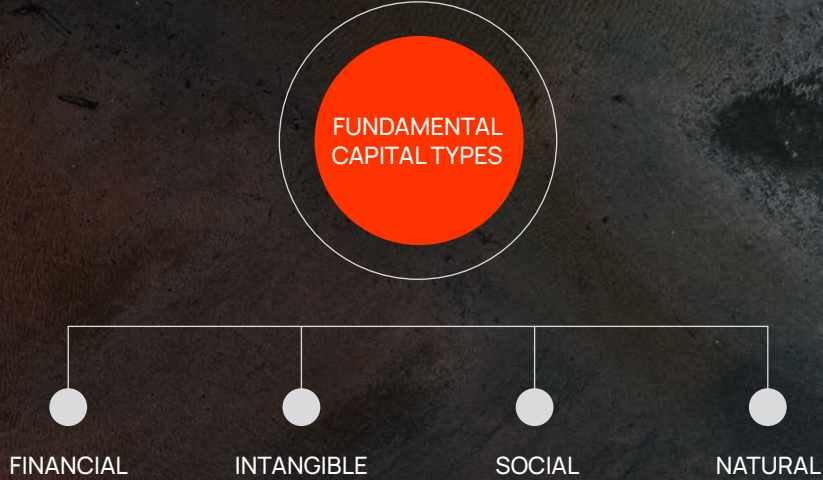 FUNDAMENTAL
CAPITAL TYPES
FINANCIAL
INTANGIBLE
SOCIAL
NATURAL